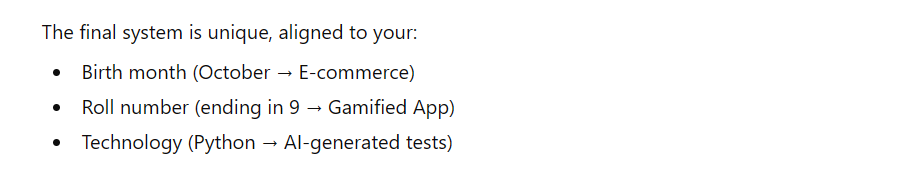 The final system is unique, aligned to your:
• Birth month (October → E-commerce)
• Roll number (ending in 9 → Gamified App)
• Technology (Python → AI-generated tests)